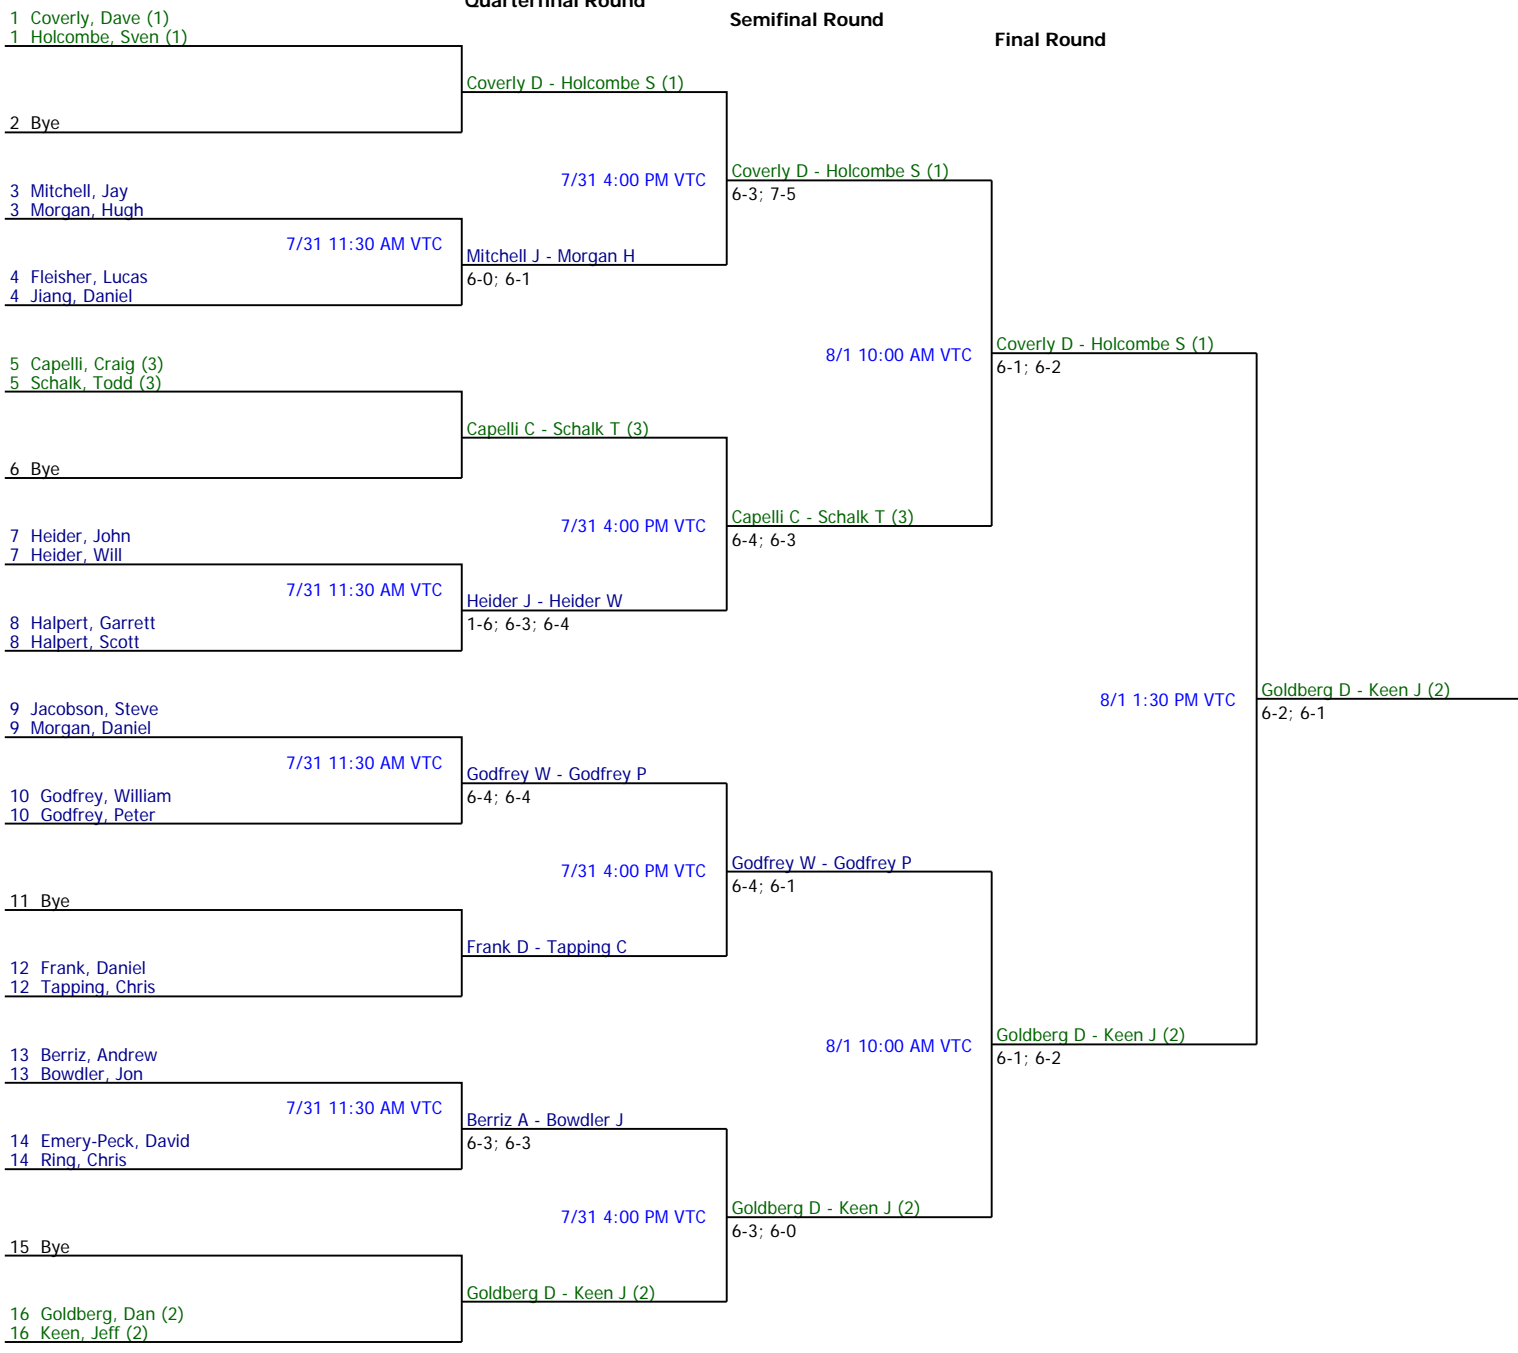 Quarterfinal Round
Semifinal Round
Final Round
1 Coverly, Dave (1)
1 Holcombe, Sven (1)
Coverly D - Holcombe S (1)
2 Bye
7/31 4:00 PM VTC
Coverly D - Holcombe S (1)
6-3; 7-5
3 Mitchell, Jay
3 Morgan, Hugh
7/31 11:30 AM VTC
Mitchell J - Morgan H
6-0; 6-1
4 Fleisher, Lucas
4 Jiang, Daniel
8/1 10:00 AM VTC
Coverly D - Holcombe S (1)
6-1; 6-2
5 Capelli, Craig (3)
5 Schalk, Todd (3)
Capelli C - Schalk T (3)
6 Bye
7/31 4:00 PM VTC
Capelli C - Schalk T (3)
6-4; 6-3
7 Heider, John
7 Heider, Will
7/31 11:30 AM VTC
Heider J - Heider W
1-6; 6-3; 6-4
8 Halpert, Garrett
8 Halpert, Scott
8/1 1:30 PM VTC
Goldberg D - Keen J (2)
6-2; 6-1
9 Jacobson, Steve
9 Morgan, Daniel
7/31 11:30 AM VTC
Godfrey W - Godfrey P
6-4; 6-4
10 Godfrey, William
10 Godfrey, Peter
7/31 4:00 PM VTC
Godfrey W - Godfrey P
6-4; 6-1
11 Bye
Frank D - Tapping C
12 Frank, Daniel
12 Tapping, Chris
8/1 10:00 AM VTC
Goldberg D - Keen J (2)
6-1; 6-2
13 Berriz, Andrew
13 Bowdler, Jon
7/31 11:30 AM VTC
Berriz A - Bowdler J
6-3; 6-3
14 Emery-Peck, David
14 Ring, Chris
7/31 4:00 PM VTC
Goldberg D - Keen J (2)
6-3; 6-0
15 Bye
Goldberg D - Keen J (2)
16 Goldberg, Dan (2)
16 Keen, Jeff (2)